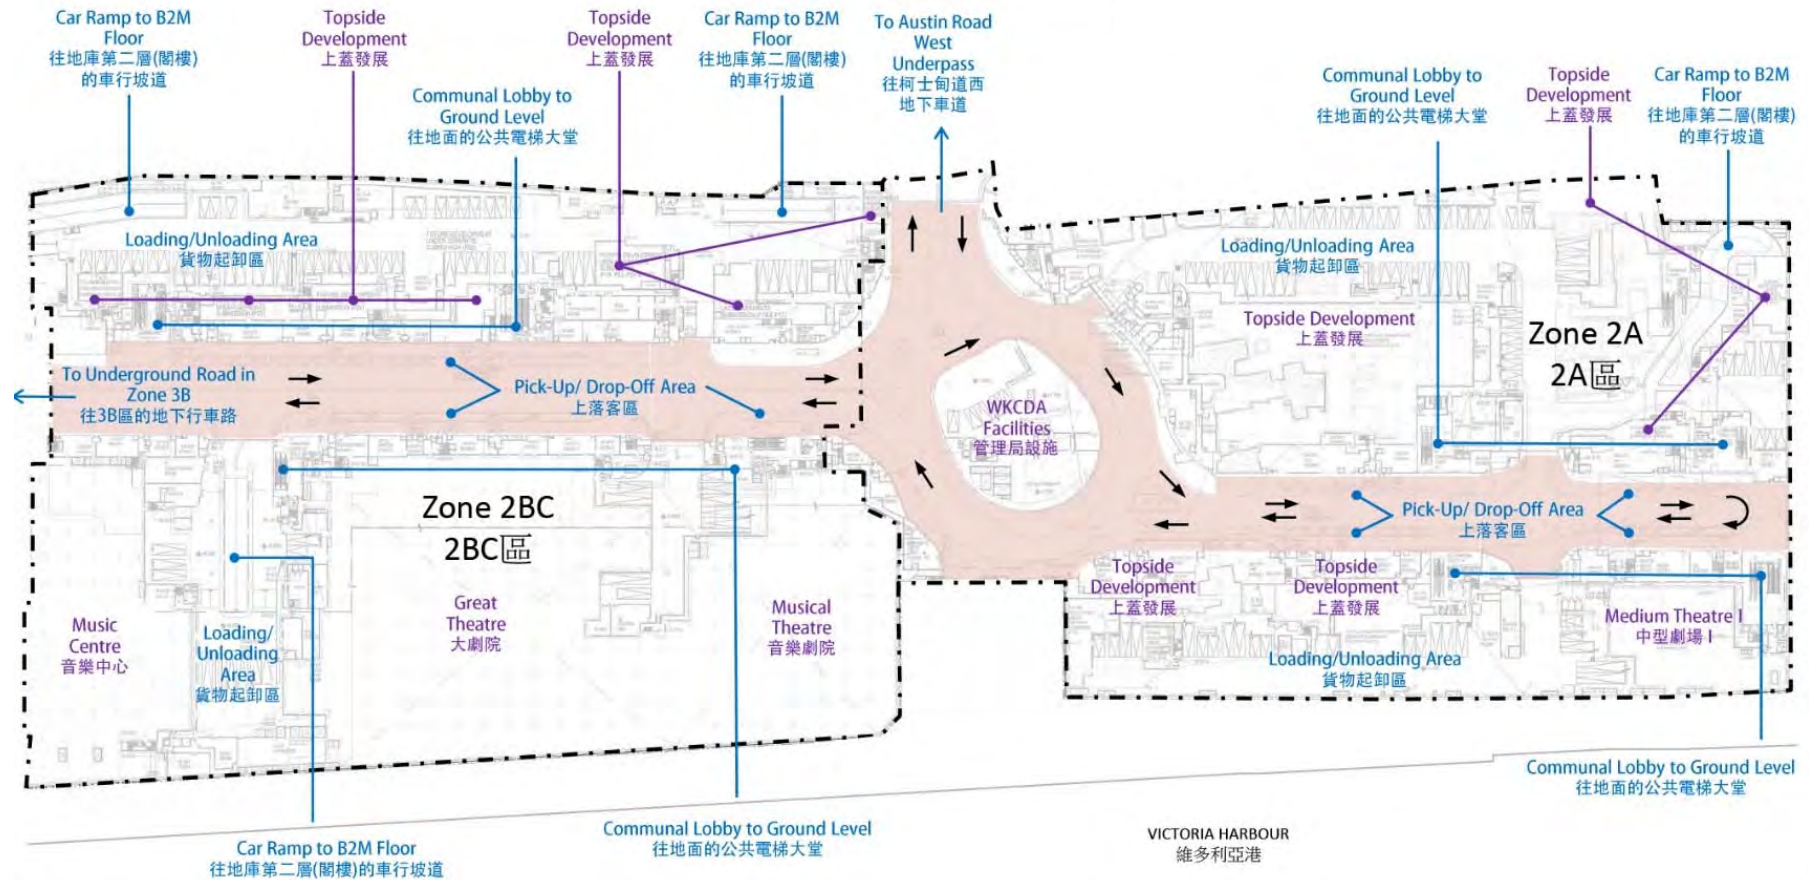 Car Ramp to B2M
Floor
往地庫第二層(閣樓)
的車行坡道
Topside
Development
上蓋發展
Communal Lobby to
Ground Level
往地面的公共電梯大堂
Topside
Development
上蓋發展
Car Ramp to B2M
Floor
往地庫第二層(閣樓)
的車行坡道
To Austin Road
West
Underpass
往柯士甸道西
地下車道
Communal Lobby to
Ground Level
往地面的公共電梯大堂
Topside
Development
上蓋發展
Car Ramp to B2M
Floor
往地庫第二層(閣樓)
的車行坡道
Loading/Unloading Area
貨物起卸區
Loading/Unloading Area
貨物起卸區
Topside Development
上蓋發展
Zone 2A
2A區
To Underground Road in
Zone 3B
往3B區的地下行車路
Pick-Up/ Drop-Off Area
上落客區
WKCDA
Facilities
管理局設施
Zone 2BC
2BC區
Pick-Up/ Drop-Off Area
上落客區
Music
Centre
音樂中心
Loading/
Unloading
Area
貨物起卸區
Great
Theatre
大劇院
Musical
Theatre
音樂劇院
Topside
Development
上蓋發展
Topside
Development
上蓋發展
Medium Theatre I
中型劇場 I
Loading/Unloading Area
貨物起卸區
Car Ramp to B2M Floor
往地庫第二層(閣樓)的車行坡道
Communal Lobby to Ground Level
往地面的公共電梯大堂
VICTORIA HARBOUR
維多利亞港
Communal Lobby to Ground Level
往地面的公共電梯大堂